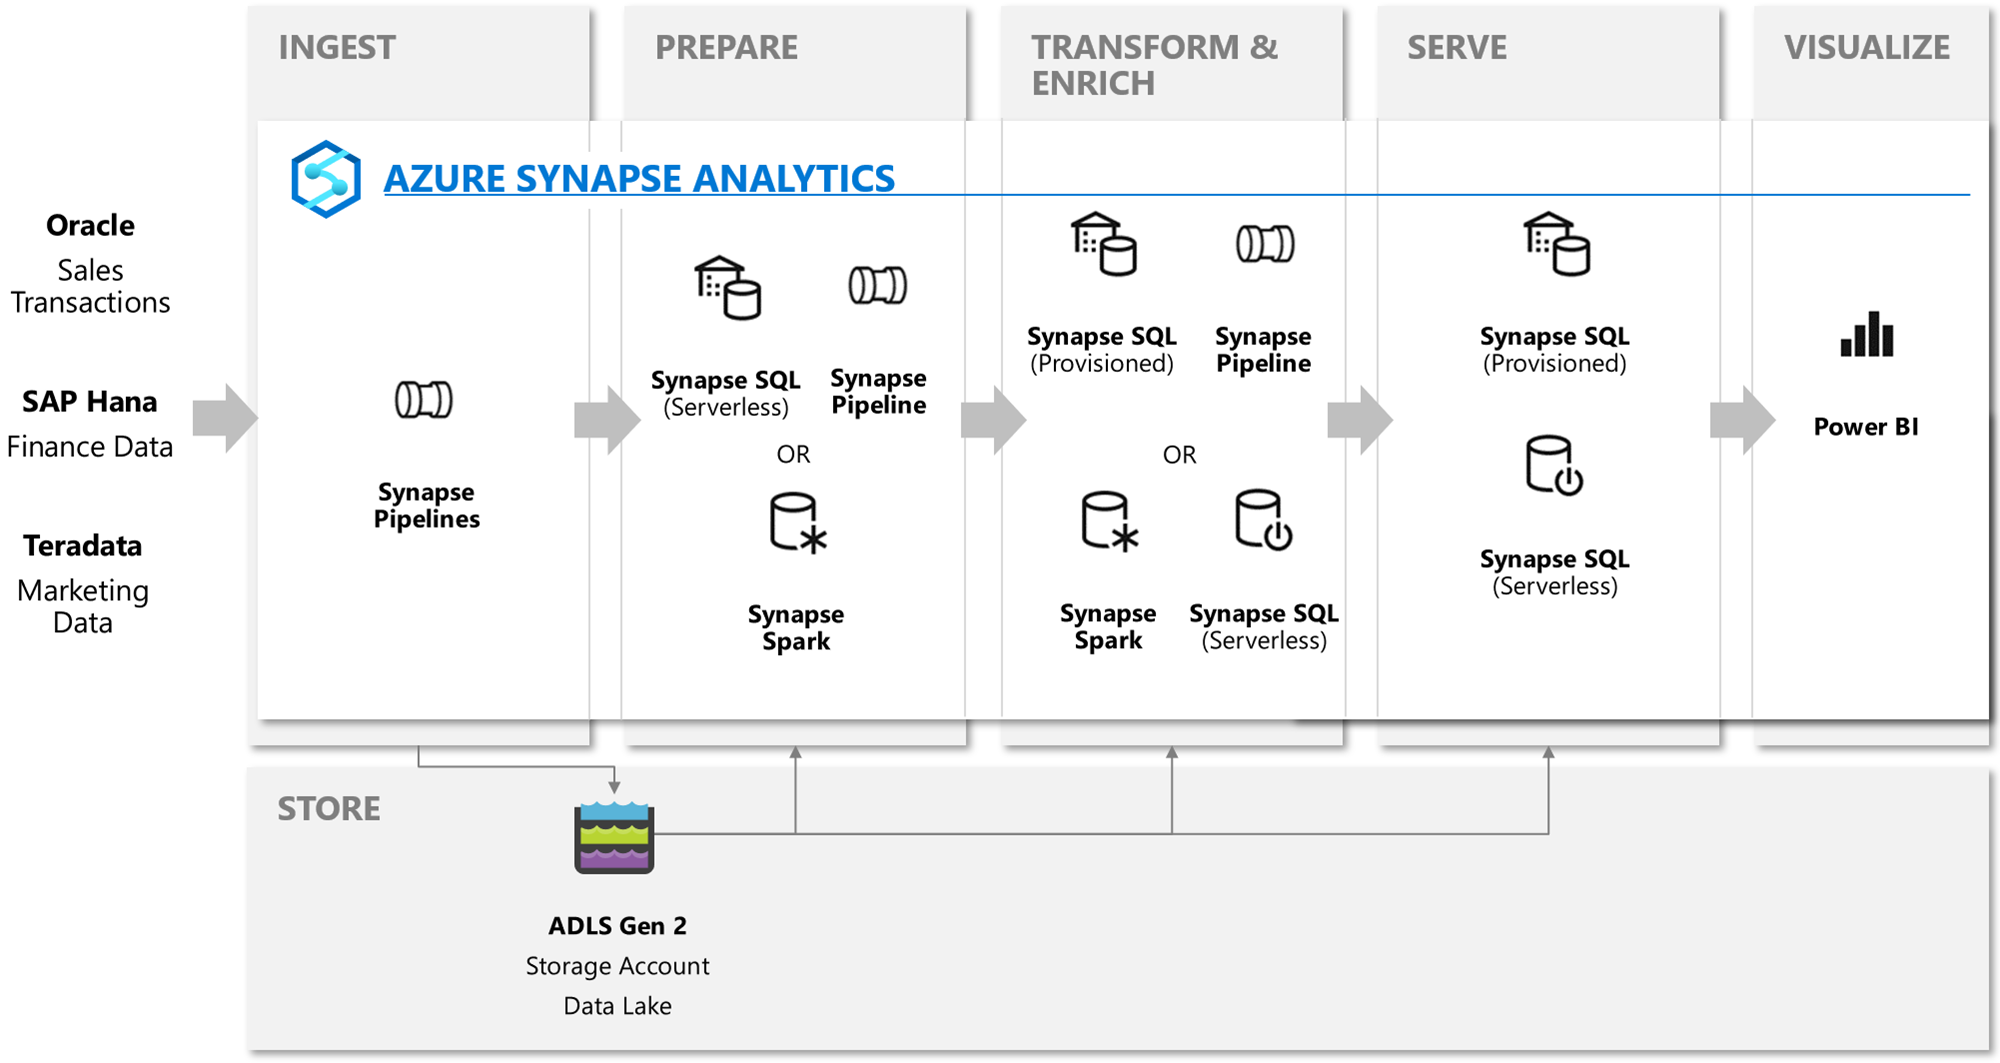 INGEST
PREPARE
TRANSFORM &
ENRICH
SERVE
VISUALIZE
AZURE SYNAPSE ANALYTICS
Oracle
Sales
Transactions
SAP Hana
Finance Data
Teradata
Marketing
Data
Synapse
Pipelines
Synapse SQL
(Serverless)
Synapse
Pipeline
OR
Synapse
Spark
Synapse SQL
(Provisioned)
Synapse
Pipeline
OR
Synapse
Spark
Synapse SQL
(Serverless)
Synapse SQL
(Provisioned)
Synapse SQL
(Serverless)
Power BI
STORE
ADLS Gen 2
Storage Account
Data Lake